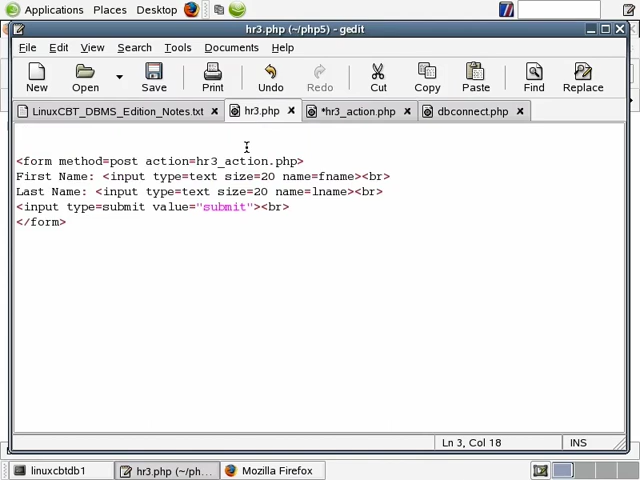 Applications Places Desktop
hr3.php (~/php5) - gedit
File Edit View Search Tools Documents Help
New Open Save Print Undo Redo Cut Copy Paste Find Replace
LinuxCBT_DBMS_Edition_Notes.txt hr3.php *hr3_action.php dbconnect.php
<form method=post action=hr3_action.php>
First Name: <input type=text size=20 name=fname><br>
Last Name: <input type=text size=20 name=lname><br>
<input type=submit value="submit"><br>
</form>
Ln 3, Col 18 INS
linuxcbtdb1 hr3.php (~/ph... Mozilla Firefox